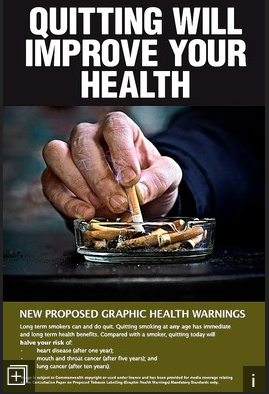 QUITTING WILL
IMPROVE YOUR
HEALTH
NEW PROPOSED GRAPHIC HEALTH WARNINGS
Long term smokers can and do quit. Quitting smoking at any age has immediate
and long term health benefits. Compared with a smoker, quitting today will
halve your risk of:
· heart disease (after one year);
· mouth and throat cancer (after five years); and
lung cancer (after ten years).
is subject to Commonwealth copyright or used under licence and has been provided for media coverage relating
Consultation Paper on Proposed Tobacco Labelling (Graphic Health Warnings) Mandatory Standards only.
i